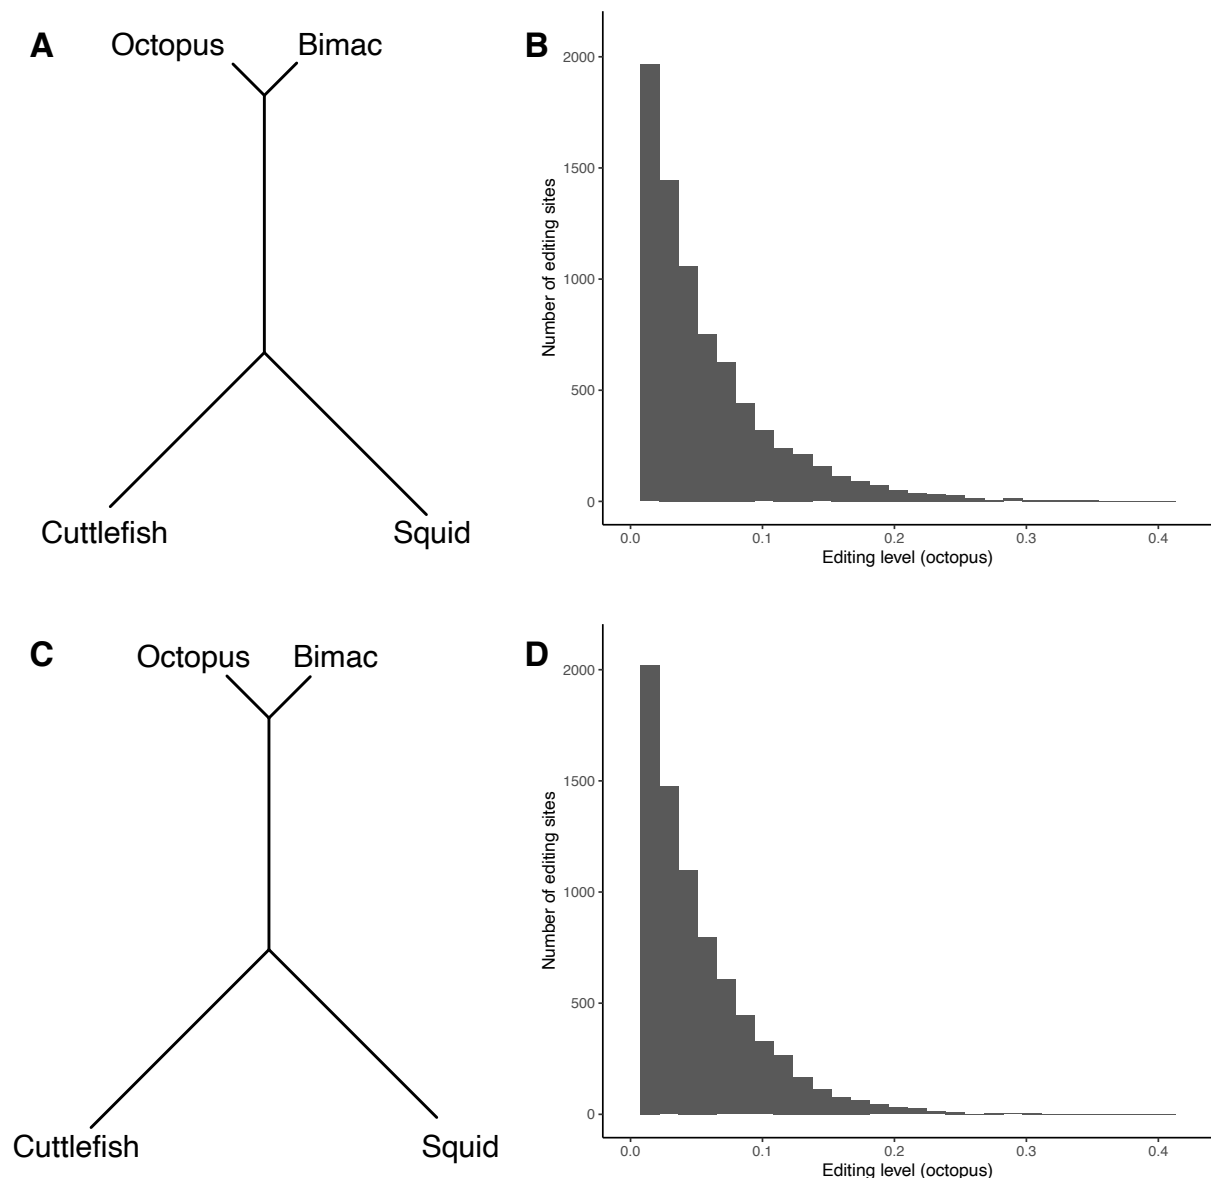 A
Octopus Bimac
Cuttlefish Squid
B
2000
1500
1000
500
0
Number of editing sites
0.0 0.1 0.2 0.3 0.4
Editing level (octopus)
C
Octopus Bimac
Cuttlefish Squid
D
2000
1500
1000
500
0
Number of editing sites
0.0 0.1 0.2 0.3 0.4
Editing level (octopus)